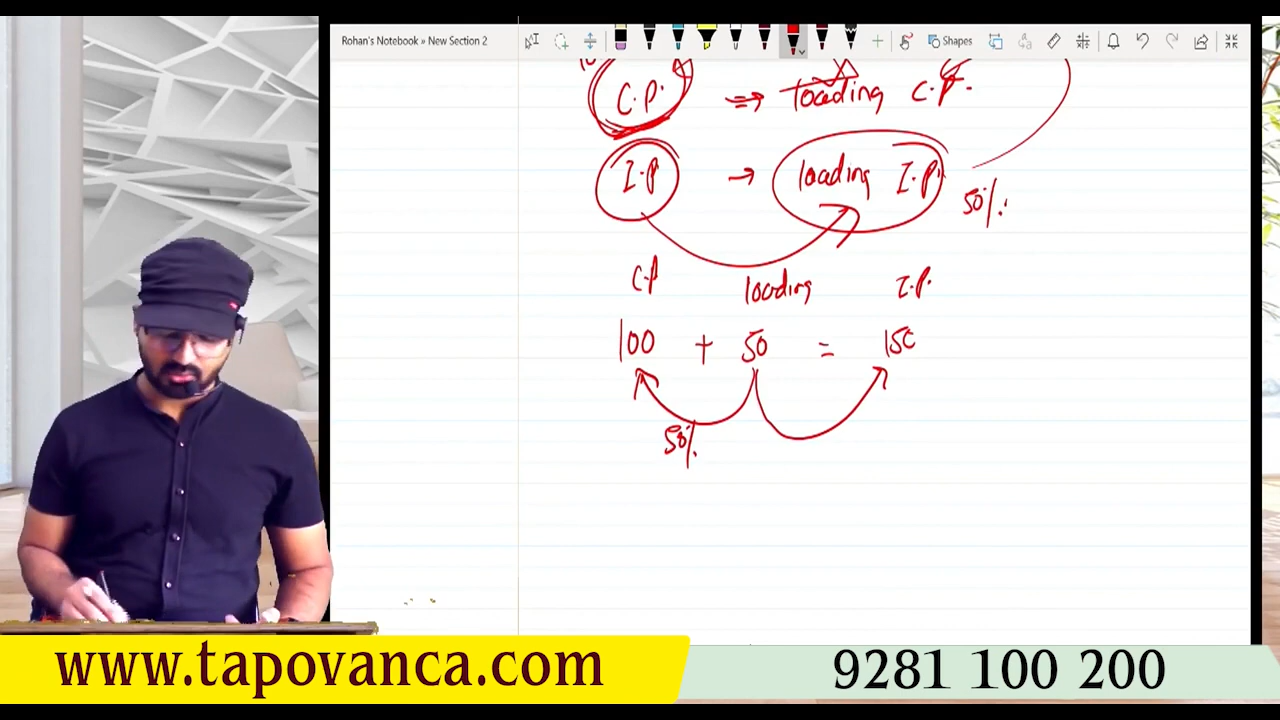 Rohan's Notebook » New Section 2
Shapes
C.P. ⇒ loading C.P.
I.P → loading I.P.
50%.
C.P loading I.P.
100 + 50 = 150
50%.
www.tapovanca.com
9281 100 200